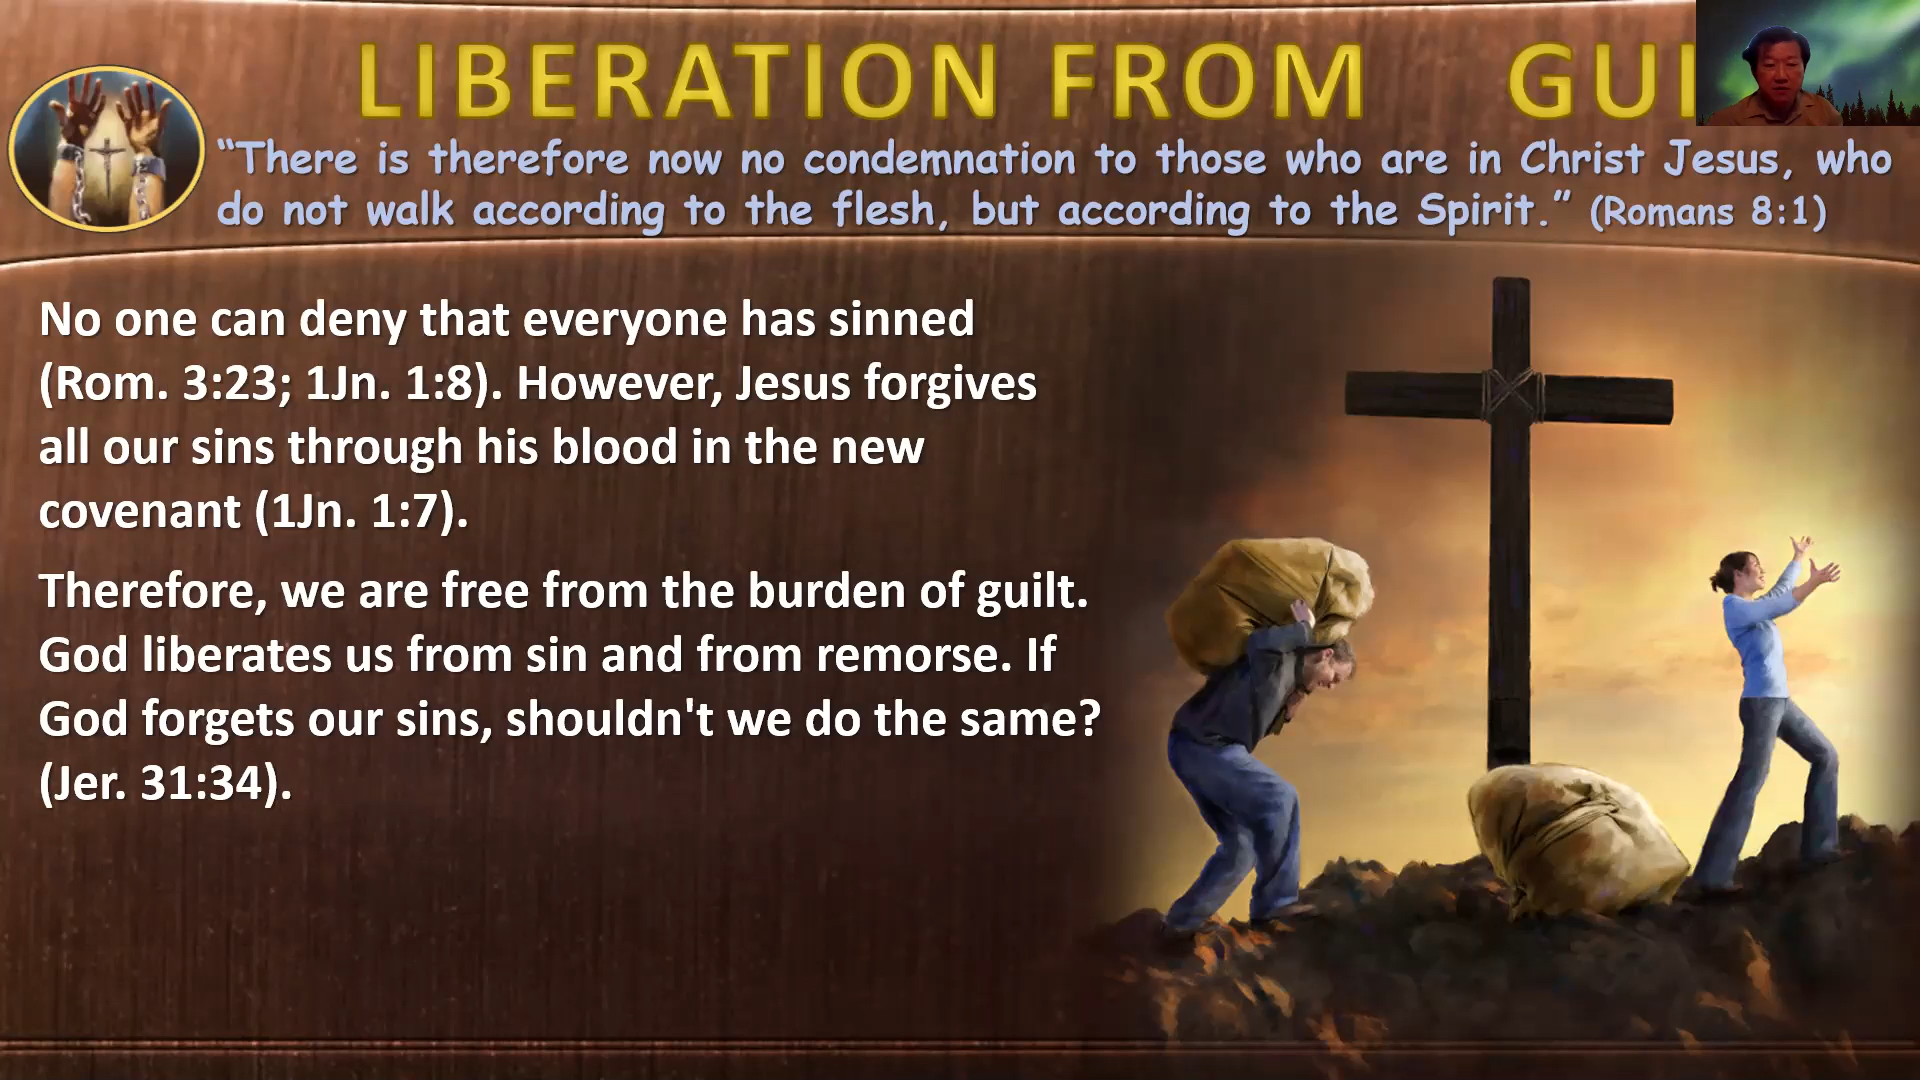 LIBERATION FROM GUI
“There is therefore now no condemnation to those who are in Christ Jesus, who
do not walk according to the flesh, but according to the Spirit.” (Romans 8:1)
No one can deny that everyone has sinned
(Rom. 3:23; 1Jn. 1:8). However, Jesus forgives
all our sins through his blood in the new
covenant (1Jn. 1:7).
Therefore, we are free from the burden of guilt.
God liberates us from sin and from remorse. If
God forgets our sins, shouldn't we do the same?
(Jer. 31:34).